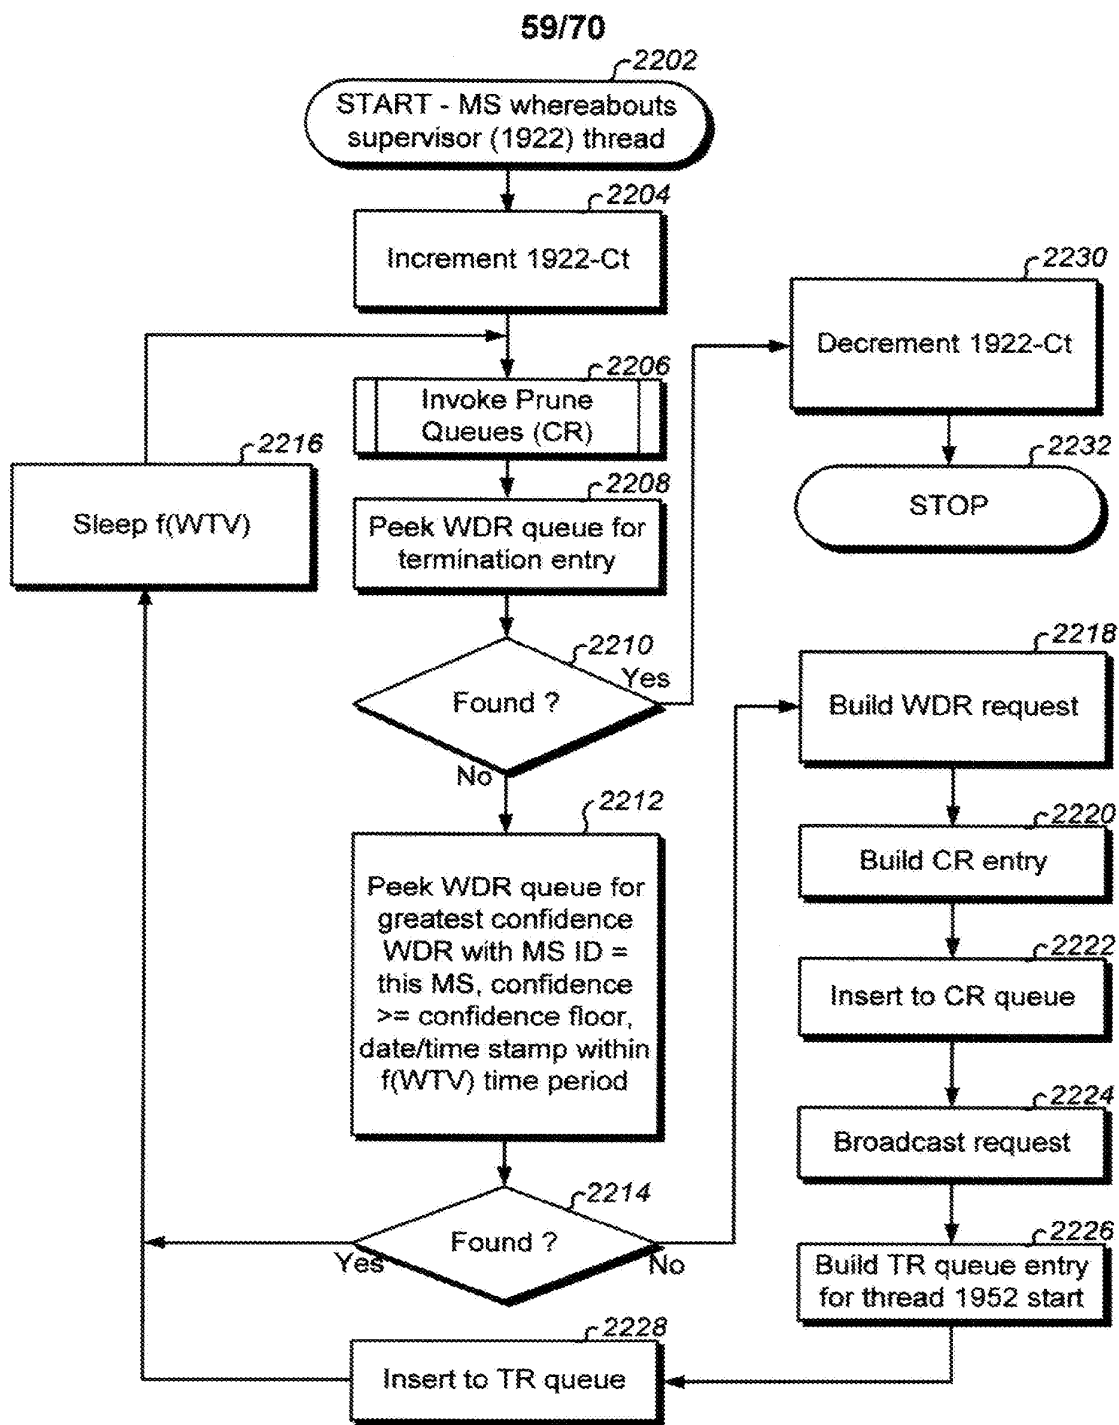 59/70
2202
START - MS whereabouts
supervisor (1922) thread
2204
Increment 1922-Ct
2230
Decrement 1922-Ct
2206
Invoke Prune
Queues (CR)
2216
Sleep f(WTV)
2232
STOP
2208
Peek WDR queue for
termination entry
2210
Yes
Found ?
No
2218
Build WDR request
2212
Peek WDR queue for
greatest confidence
WDR with MS ID =
this MS, confidence
>= confidence floor,
date/time stamp within
f(WTV) time period
2220
Build CR entry
2222
Insert to CR queue
2224
Broadcast request
2214
Found ?
Yes
No
2226
Build TR queue entry
for thread 1952 start
2228
Insert to TR queue